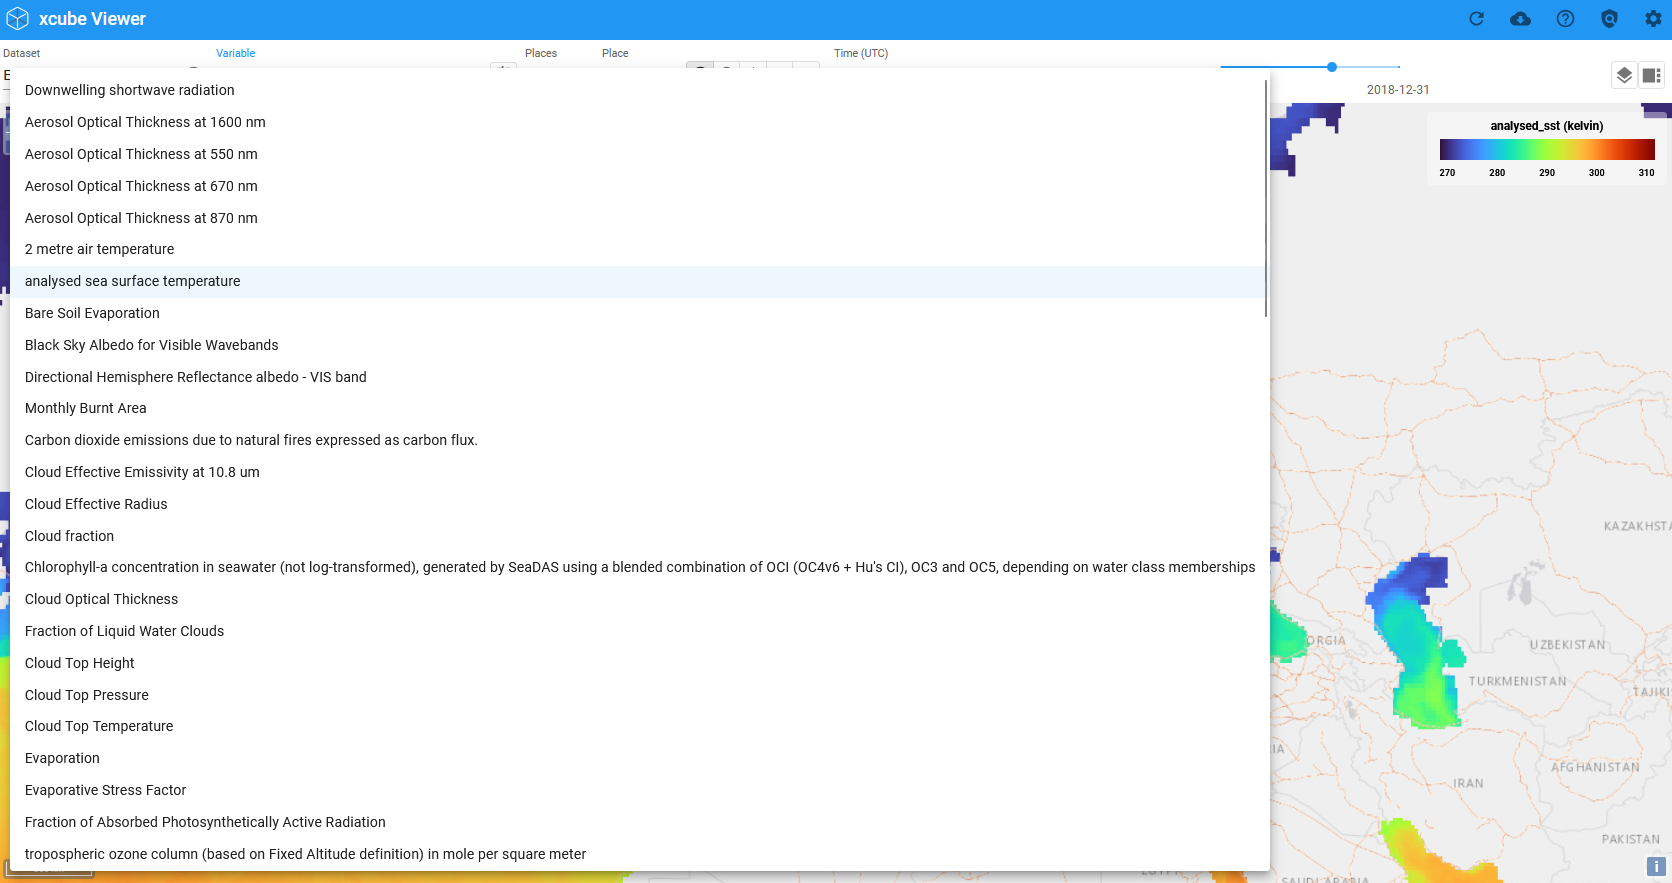 xcube Viewer
Dataset
Variable
Places
Place
Time (UTC)
2018-12-31
Downwelling shortwave radiation
Aerosol Optical Thickness at 1600 nm
Aerosol Optical Thickness at 550 nm
Aerosol Optical Thickness at 670 nm
Aerosol Optical Thickness at 870 nm
2 metre air temperature
analysed sea surface temperature
Bare Soil Evaporation
Black Sky Albedo for Visible Wavebands
Directional Hemisphere Reflectance albedo - VIS band
Monthly Burnt Area
Carbon dioxide emissions due to natural fires expressed as carbon flux.
Cloud Effective Emissivity at 10.8 um
Cloud Effective Radius
Cloud fraction
Chlorophyll-a concentration in seawater (not log-transformed), generated by SeaDAS using a blended combination of OCI (OC4v6 + Hu's CI), OC3 and OC5, depending on water class memberships
Cloud Optical Thickness
Fraction of Liquid Water Clouds
Cloud Top Height
Cloud Top Pressure
Cloud Top Temperature
Evaporation
Evaporative Stress Factor
Fraction of Absorbed Photosynthetically Active Radiation
tropospheric ozone column (based on Fixed Altitude definition) in mole per square meter
analysed_sst (kelvin)
270 280 290 300 310
KAZAKHSTA
ORGIA
UZBEKISTAN
TURKMENISTAN
TAJIKI
IA
AFGHANISTAN
IRAN
PAKISTAN
SAUDI ARABIA
i